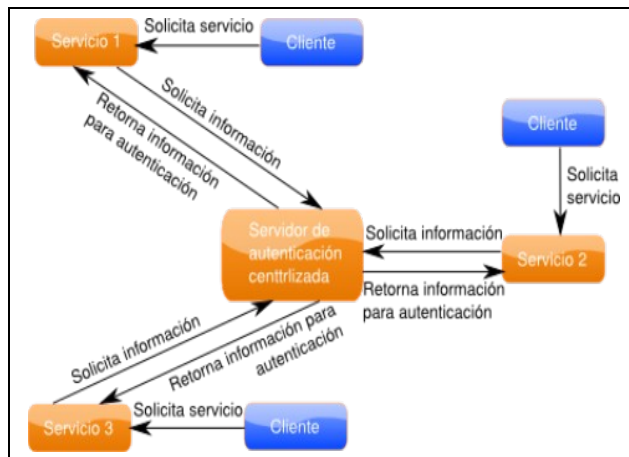 Solicita servicio
Servicio 1
Cliente
Solicita información
Retorna información
para autenticación
Cliente
Solicita
servicio
Servidor de
autenticación
centtrlizada
Solicita información
Servicio 2
Retorna información
para autenticación
Solicita información
Retorna información para
autenticación
Solicita servicio
Servicio 3
Cliente